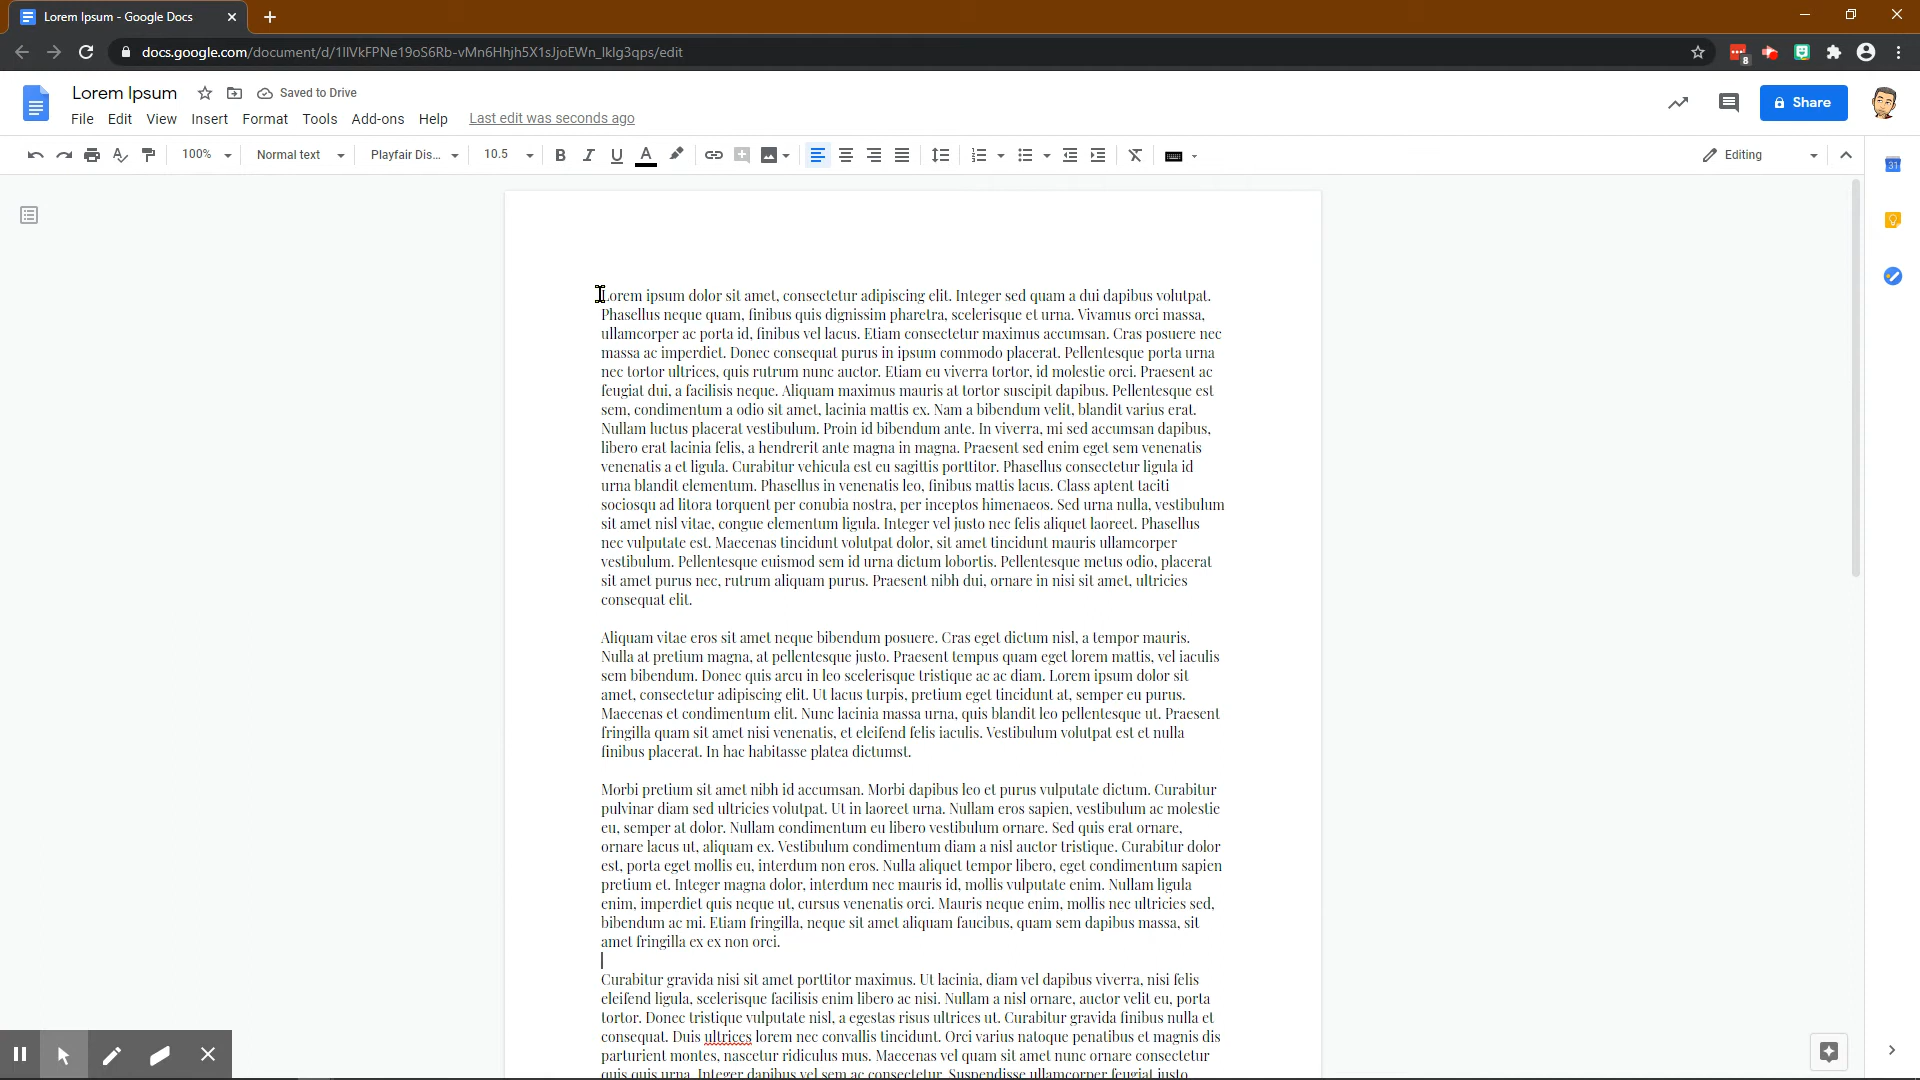 Lorem Ipsum - Google Docs
docs.google.com/document/d/1IIVkFPNe19oS6Rb-vMn6Hhjh5X1sJjoEWn_lklg3qps/edit
8
Lorem Ipsum
Saved to Drive
Share
File Edit View Insert Format Tools Add-ons Help Last edit was seconds ago
100% Normal text Playfair Dis... 10.5 B I U A Editing
31
Lorem ipsum dolor sit amet, consectetur adipiscing elit. Integer sed quam a dui dapibus volutpat.
Phasellus neque quam, finibus quis dignissim pharetra, scelerisque et urna. Vivamus orci massa,
ullamcorper ac porta id, finibus vel lacus. Etiam consectetur maximus accumsan. Cras posuere nec
massa ac imperdiet. Donec consequat purus in ipsum commodo placerat. Pellentesque porta urna
nec tortor ultrices, quis rutrum nunc auctor. Etiam eu viverra tortor, id molestie orci. Praesent ac
feugiat dui, a facilisis neque. Aliquam maximus mauris at tortor suscipit dapibus. Pellentesque est
sem, condimentum a odio sit amet, lacinia mattis ex. Nam a bibendum velit, blandit varius erat.
Nullam luctus placerat vestibulum. Proin id bibendum ante. In viverra, mi sed accumsan dapibus,
libero erat lacinia felis, a hendrerit ante magna in magna. Praesent sed enim eget sem venenatis
venenatis a et ligula. Curabitur vehicula est eu sagittis porttitor. Phasellus consectetur ligula id
urna blandit elementum. Phasellus in venenatis leo, finibus mattis lacus. Class aptent taciti
sociosqu ad litora torquent per conubia nostra, per inceptos himenaeos. Sed urna nulla, vestibulum
sit amet nisl vitae, congue elementum ligula. Integer vel justo nec felis aliquet laoreet. Phasellus
nec vulputate est. Maecenas tincidunt volutpat dolor, sit amet tincidunt mauris ullamcorper
vestibulum. Pellentesque euismod sem id urna dictum lobortis. Pellentesque metus odio, placerat
sit amet purus nec, rutrum aliquam purus. Praesent nibh dui, ornare in nisi sit amet, ultricies
consequat elit.
Aliquam vitae eros sit amet neque bibendum posuere. Cras eget dictum nisl, a tempor mauris.
Nulla at pretium magna, at pellentesque justo. Praesent tempus quam eget lorem mattis, vel iaculis
sem bibendum. Donec quis arcu in leo scelerisque tristique ac ac diam. Lorem ipsum dolor sit
amet, consectetur adipiscing elit. Ut lacus turpis, pretium eget tincidunt at, semper eu purus.
Maecenas et condimentum elit. Nunc lacinia massa urna, quis blandit leo pellentesque ut. Praesent
fringilla quam sit amet nisi venenatis, et eleifend felis iaculis. Vestibulum volutpat est et nulla
finibus placerat. In hac habitasse platea dictumst.
Morbi pretium sit amet nibh id accumsan. Morbi dapibus leo et purus vulputate dictum. Curabitur
pulvinar diam sed ultricies volutpat. Ut in laoreet urna. Nullam eros sapien, vestibulum ac molestie
eu, semper at dolor. Nullam condimentum eu libero vestibulum ornare. Sed quis erat ornare,
ornare lacus ut, aliquam ex. Vestibulum condimentum diam a nisl auctor tristique. Curabitur dolor
est, porta eget mollis eu, interdum non eros. Nulla aliquet tempor libero, eget condimentum sapien
pretium et. Integer magna dolor, interdum nec mauris id, mollis vulputate enim. Nullam ligula
enim, imperdiet quis neque ut, cursus venenatis orci. Mauris neque enim, mollis nec ultricies sed,
bibendum ac mi. Etiam fringilla, neque sit amet aliquam faucibus, quam sem dapibus massa, sit
amet fringilla ex ex non orci.
Curabitur gravida nisi sit amet porttitor maximus. Ut lacinia, diam vel dapibus viverra, nisi felis
eleifend ligula, scelerisque facilisis enim libero ac nisi. Nullam a nisl ornare, auctor velit eu, porta
tortor. Donec tristique vulputate nisl, a egestas risus ultrices ut. Curabitur gravida finibus nulla et
consequat. Duis ultrices lorem nec convallis tincidunt. Orci varius natoque penatibus et magnis dis
parturient montes, nascetur ridiculus mus. Maecenas vel quam sit amet nunc ornare consectetur
quis quis urna. Integer dapibus vel sem ac consectetur. Suspendisse ullamcorper feugiat justo,